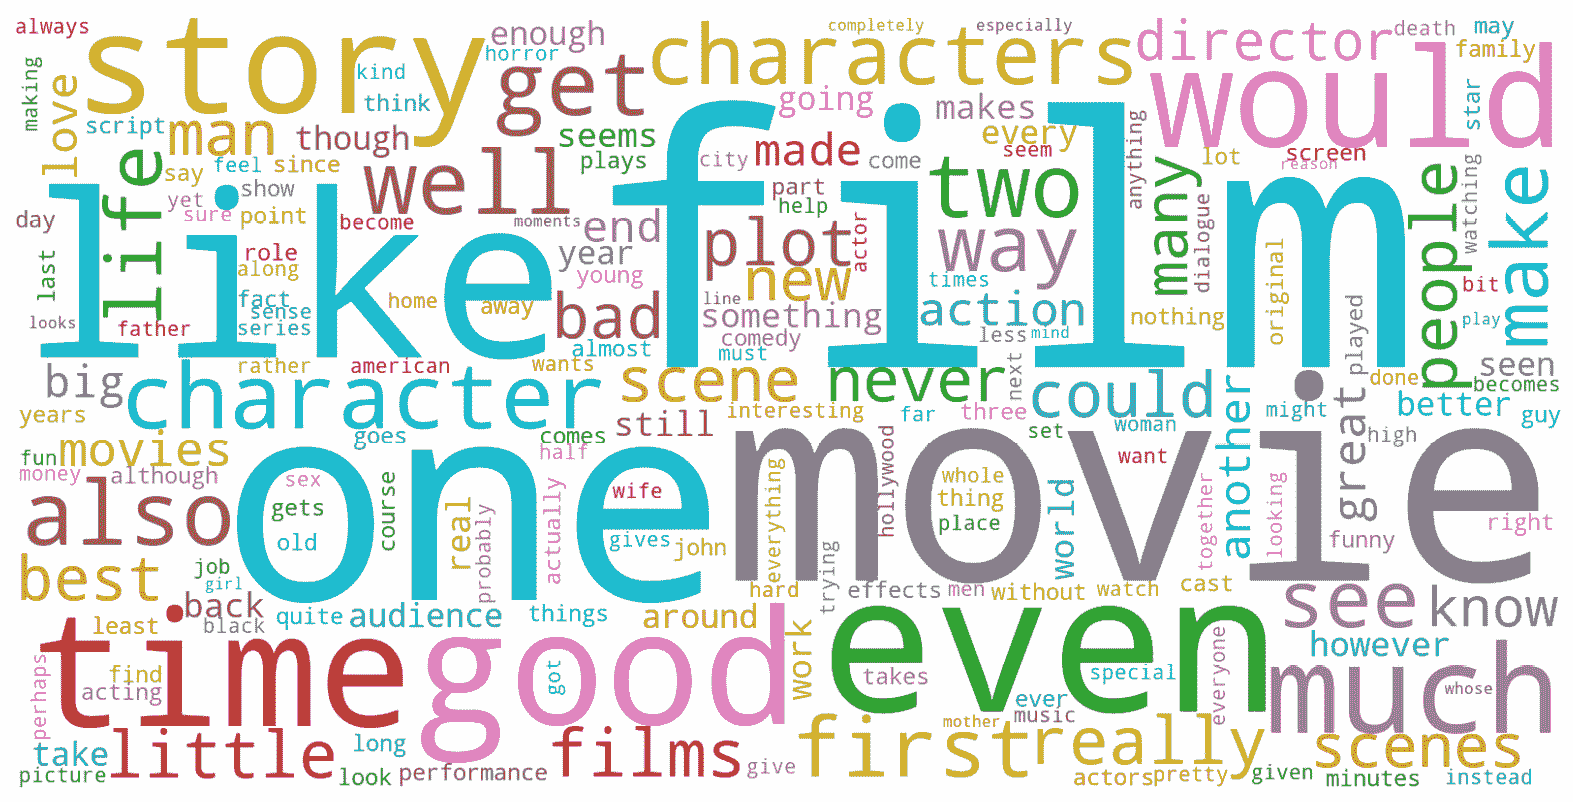 always
story
enough
horror
characters
completely
especially
director
death
may
family
making
love
kind
think
get
going
makes
would
star
script
man
though
seems
plays
city
made
come
every
seem
anything
lot
screen
reason
say
feel
since
life
well
film
two
many
people
watching
make
yet
show
sure
point
become
moments
part
help
day
like
role
along
end
year
young
plot
actor
new
way
times
dialogue
original
last
fact
sense
series
home
away
bad
line
something
action
nothing
bit
looks
father
almost
comedy
must
less
mind
played
play
rather
american
wants
seen
big
character
scene
never
next
could
done
becomes
years
interesting
far
three
another
might
better
guy
movies
goes
comes
still
set
woman
great
high
fun
money
although
half
one
movie
want
also
sex
gets
course
real
probably
actually
wife
everything
hollywood
whole
thing
place
world
together
looking
right
old
gives
john
funny
best
job
girl
trying
hard
effects
men
without
watch
cast
see
know
back
black
quite
audience
things
around
least
time
good
work
even
however
perhaps
find
acting
got
takes
special
everyone
much
whose
ever
music
mother
take
little
long
films
first
really
scenes
picture
look
performance
give
actors
pretty
given
minutes
instead